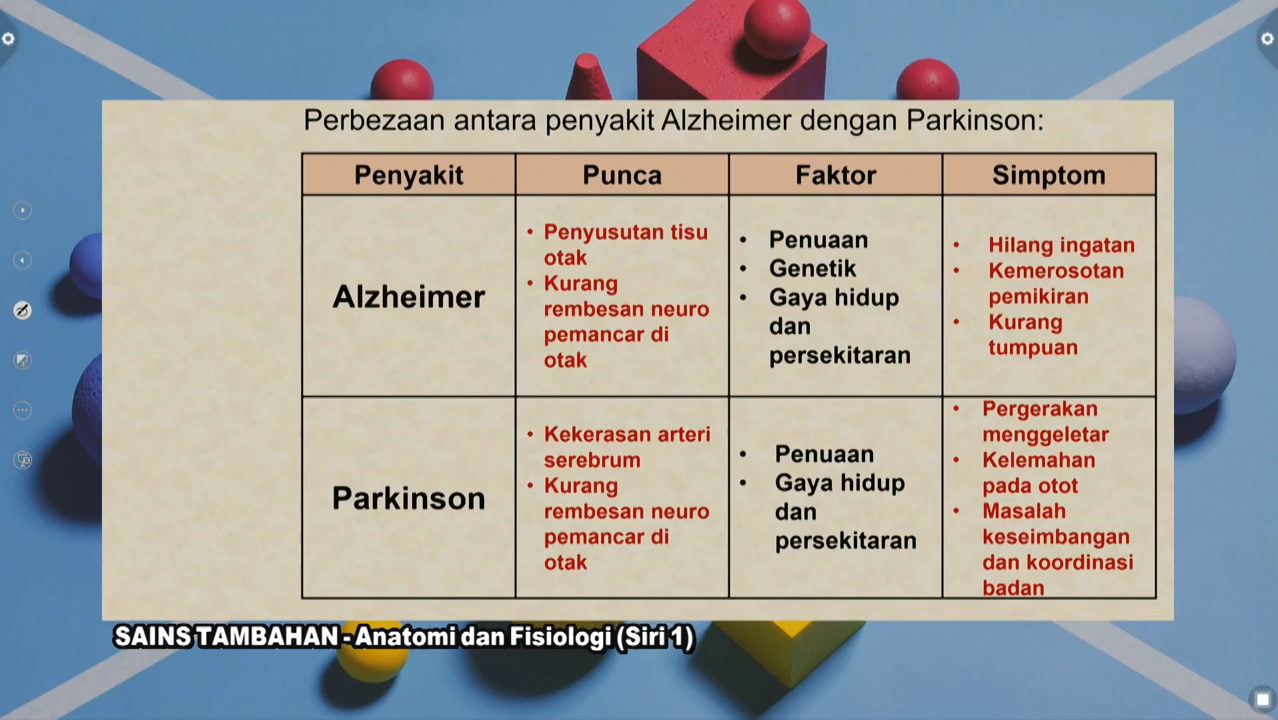 Perbezaan antara penyakit Alzheimer dengan Parkinson:
Penyakit
Punca
Faktor
Simptom
Alzheimer
• Penyusutan tisu
otak
• Kurang
rembesan neuro
pemancar di
otak
• Penuaan
• Genetik
• Gaya hidup
dan
persekitaran
• Hilang ingatan
• Kemerosotan
pemikiran
• Kurang
tumpuan
Parkinson
• Kekerasan arteri
serebrum
• Kurang
rembesan neuro
pemancar di
otak
• Penuaan
• Gaya hidup
dan
persekitaran
• Pergerakan
menggeletar
• Kelemahan
pada otot
• Masalah
keseimbangan
dan koordinasi
badan
SAINS TAMBAHAN - Anatomi dan Fisiologi (Siri 1)